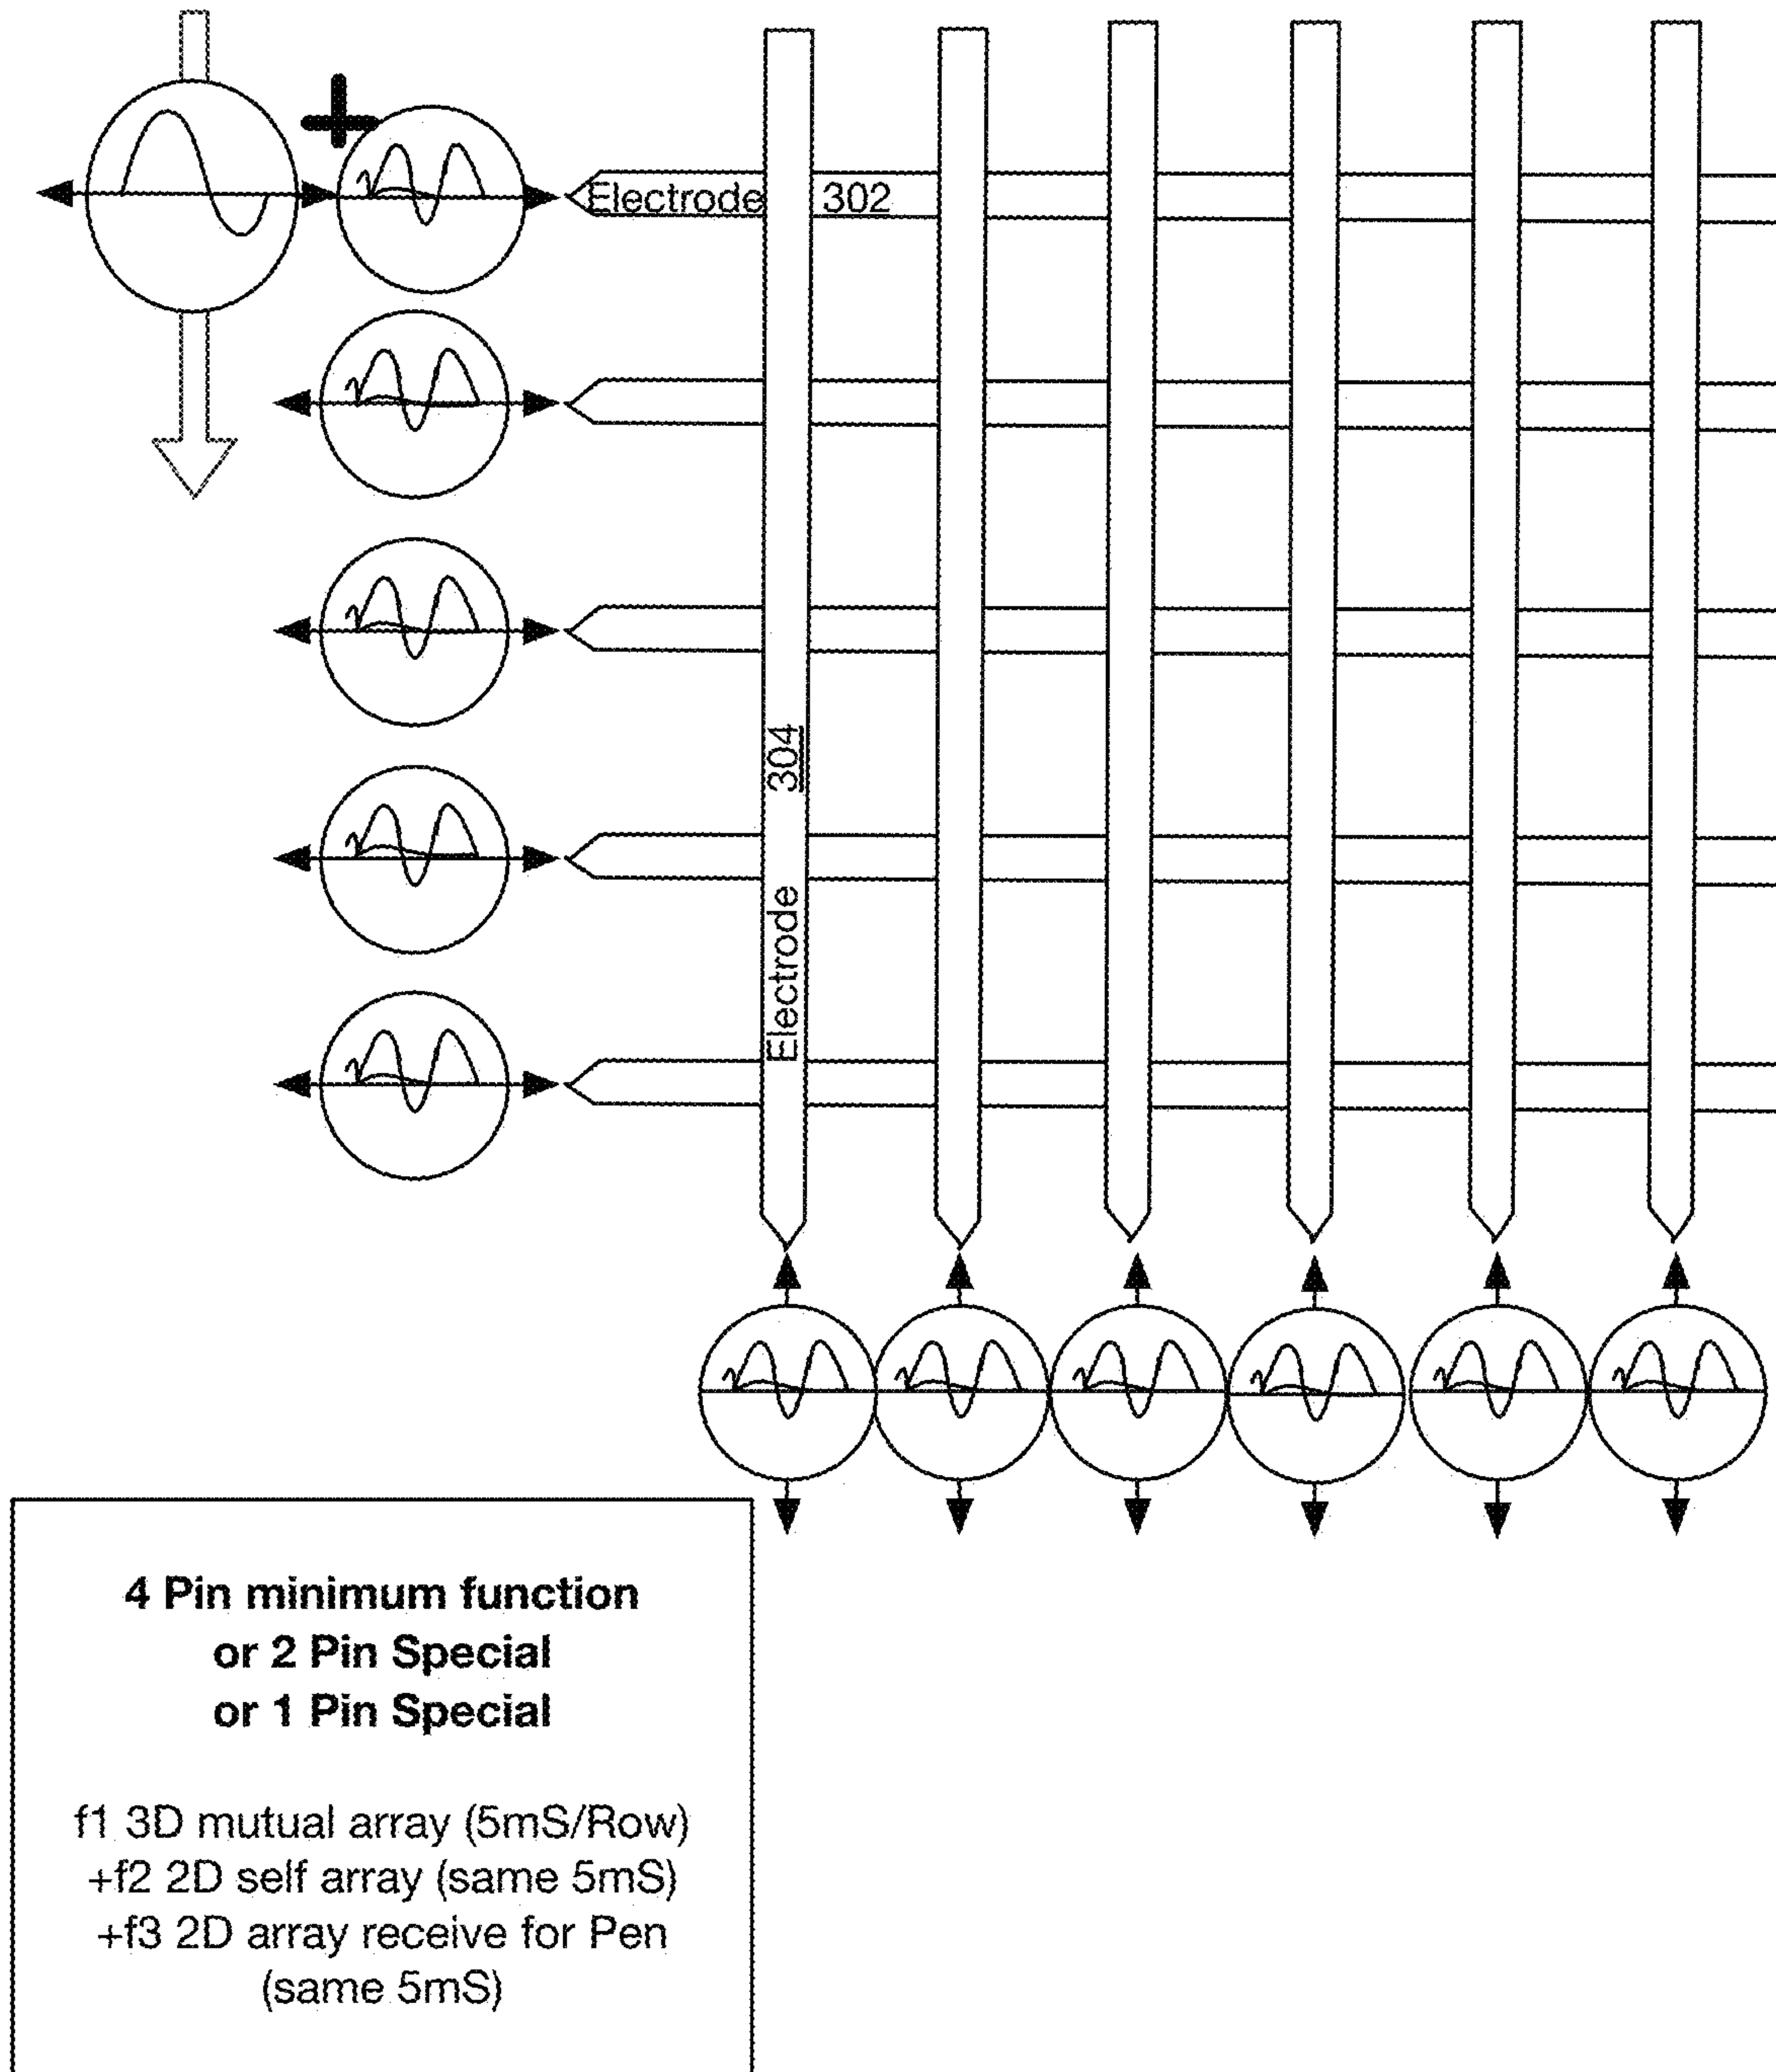 Electrode 302
Electrode 304
4 Pin minimum function
or 2 Pin Special
or 1 Pin Special
f1 3D mutual array (5mS/Row)
+f2 2D self array (same 5mS)
+f3 2D array receive for Pen
(same 5mS)